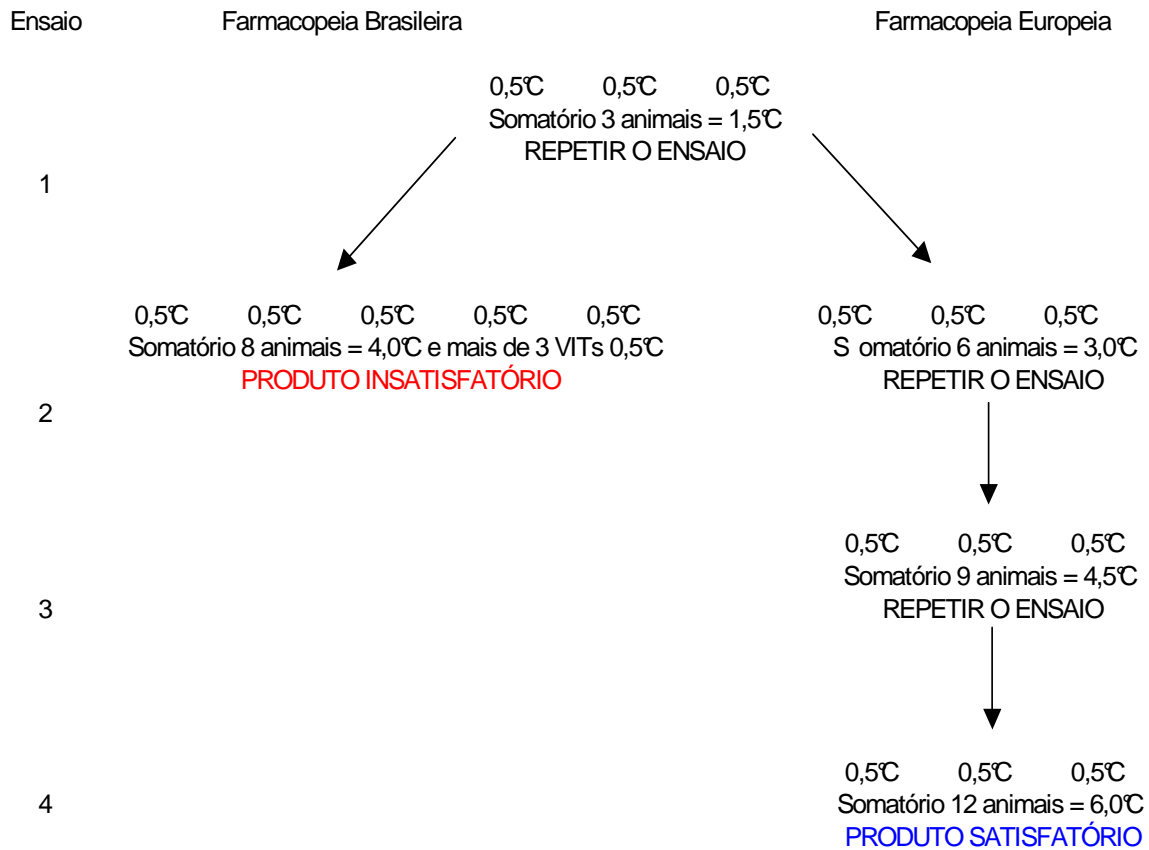 Ensaio Farmacopeia Brasileira Farmacopeia Europeia
0,5°C 0,5°C 0,5°C
Somatório 3 animais = 1,5°C
REPETIR O ENSAIO
1
0,5°C 0,5°C 0,5°C 0,5°C 0,5°C
Somatório 8 animais = 4,0°C e mais de 3 VITs 0,5°C
PRODUTO INSATISFATÓRIO
0,5°C 0,5°C 0,5°C
S omatório 6 animais = 3,0°C
REPETIR O ENSAIO
2
0,5°C 0,5°C 0,5°C
Somatório 9 animais = 4,5°C
REPETIR O ENSAIO
3
0,5°C 0,5°C 0,5°C
Somatório 12 animais = 6,0°C
PRODUTO SATISFATÓRIO
4